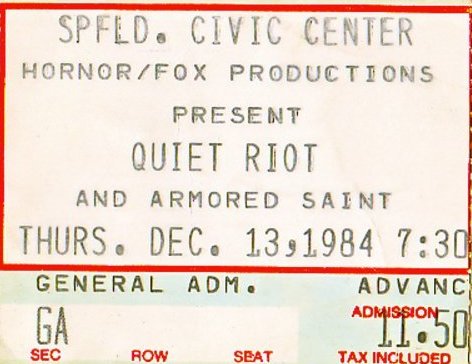 SPFLD. CIVIC CENTER
HORNOR/FOX PRODUCTIONS
PRESENT
QUIET RIOT
AND ARMORED SAINT
THURS. DEC. 13,1984 7:30
GENERAL ADM. ADVANC
ADMISSION
GA 11.50
SEC ROW SEAT TAX INCLUDED